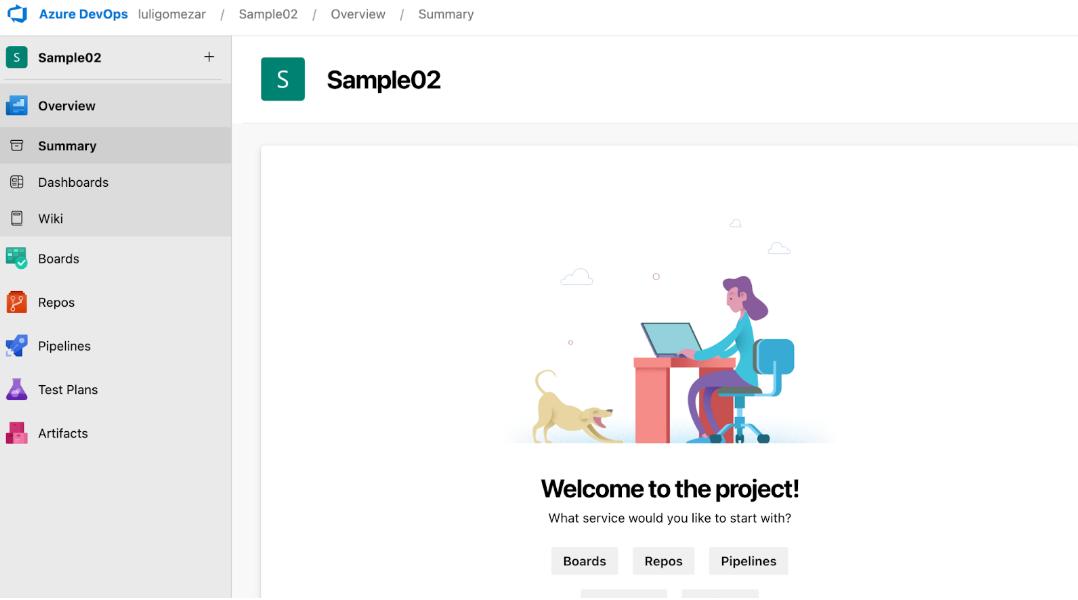 Azure DevOps luligomezar / Sample02 / Overview / Summary
S Sample02 +
S Sample02
Overview
Summary
Dashboards
Wiki
Boards
Repos
Pipelines
Test Plans
Artifacts
Welcome to the project!
What service would you like to start with?
Boards Repos Pipelines